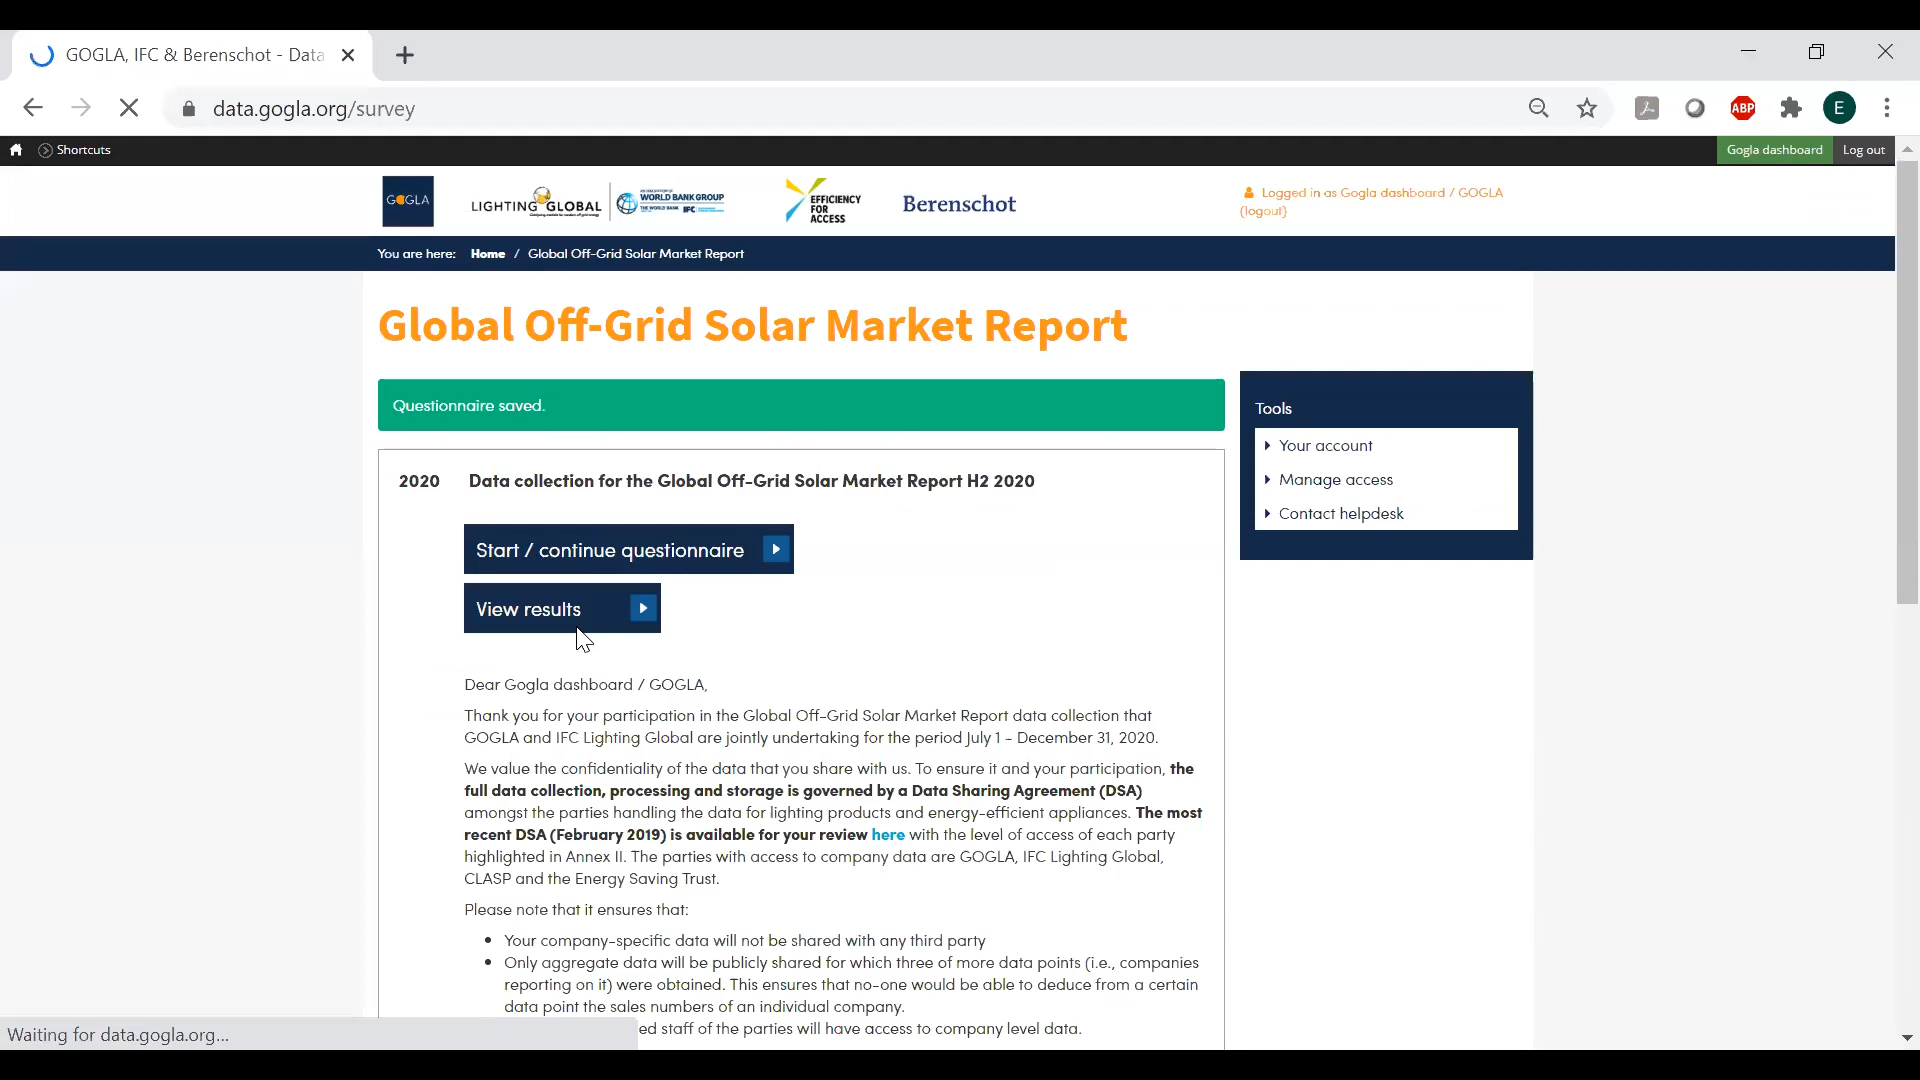 GOGLA, IFC & Berenschot - Data
data.gogla.org/survey
ABP
E
Shortcuts
Gogla dashboard
Log out
GOGLA
LIGHTING GLOBAL
WORLD BANK GROUP
THE WORLD BANK IFC
EFFICIENCY
FOR
ACCESS
Berenschot
Logged in as Gogla dashboard / GOGLA
(logout)
You are here: Home / Global Off-Grid Solar Market Report
Global Off-Grid Solar Market Report
Questionnaire saved.
Tools
Your account
Manage access
Contact helpdesk
2020 Data collection for the Global Off-Grid Solar Market Report H2 2020
Start / continue questionnaire
View results
Dear Gogla dashboard / GOGLA,
Thank you for your participation in the Global Off-Grid Solar Market Report data collection that
GOGLA and IFC Lighting Global are jointly undertaking for the period July 1 - December 31, 2020.
We value the confidentiality of the data that you share with us. To ensure it and your participation, the
full data collection, processing and storage is governed by a Data Sharing Agreement (DSA)
amongst the parties handling the data for lighting products and energy-efficient appliances. The most
recent DSA (February 2019) is available for your review here with the level of access of each party
highlighted in Annex II. The parties with access to company data are GOGLA, IFC Lighting Global,
CLASP and the Energy Saving Trust.
Please note that it ensures that:
• Your company-specific data will not be shared with any third party
• Only aggregate data will be publicly shared for which three of more data points (i.e., companies
reporting on it) were obtained. This ensures that no-one would be able to deduce from a certain
data point the sales numbers of an individual company.
ed staff of the parties will have access to company level data.
Waiting for data.gogla.org...